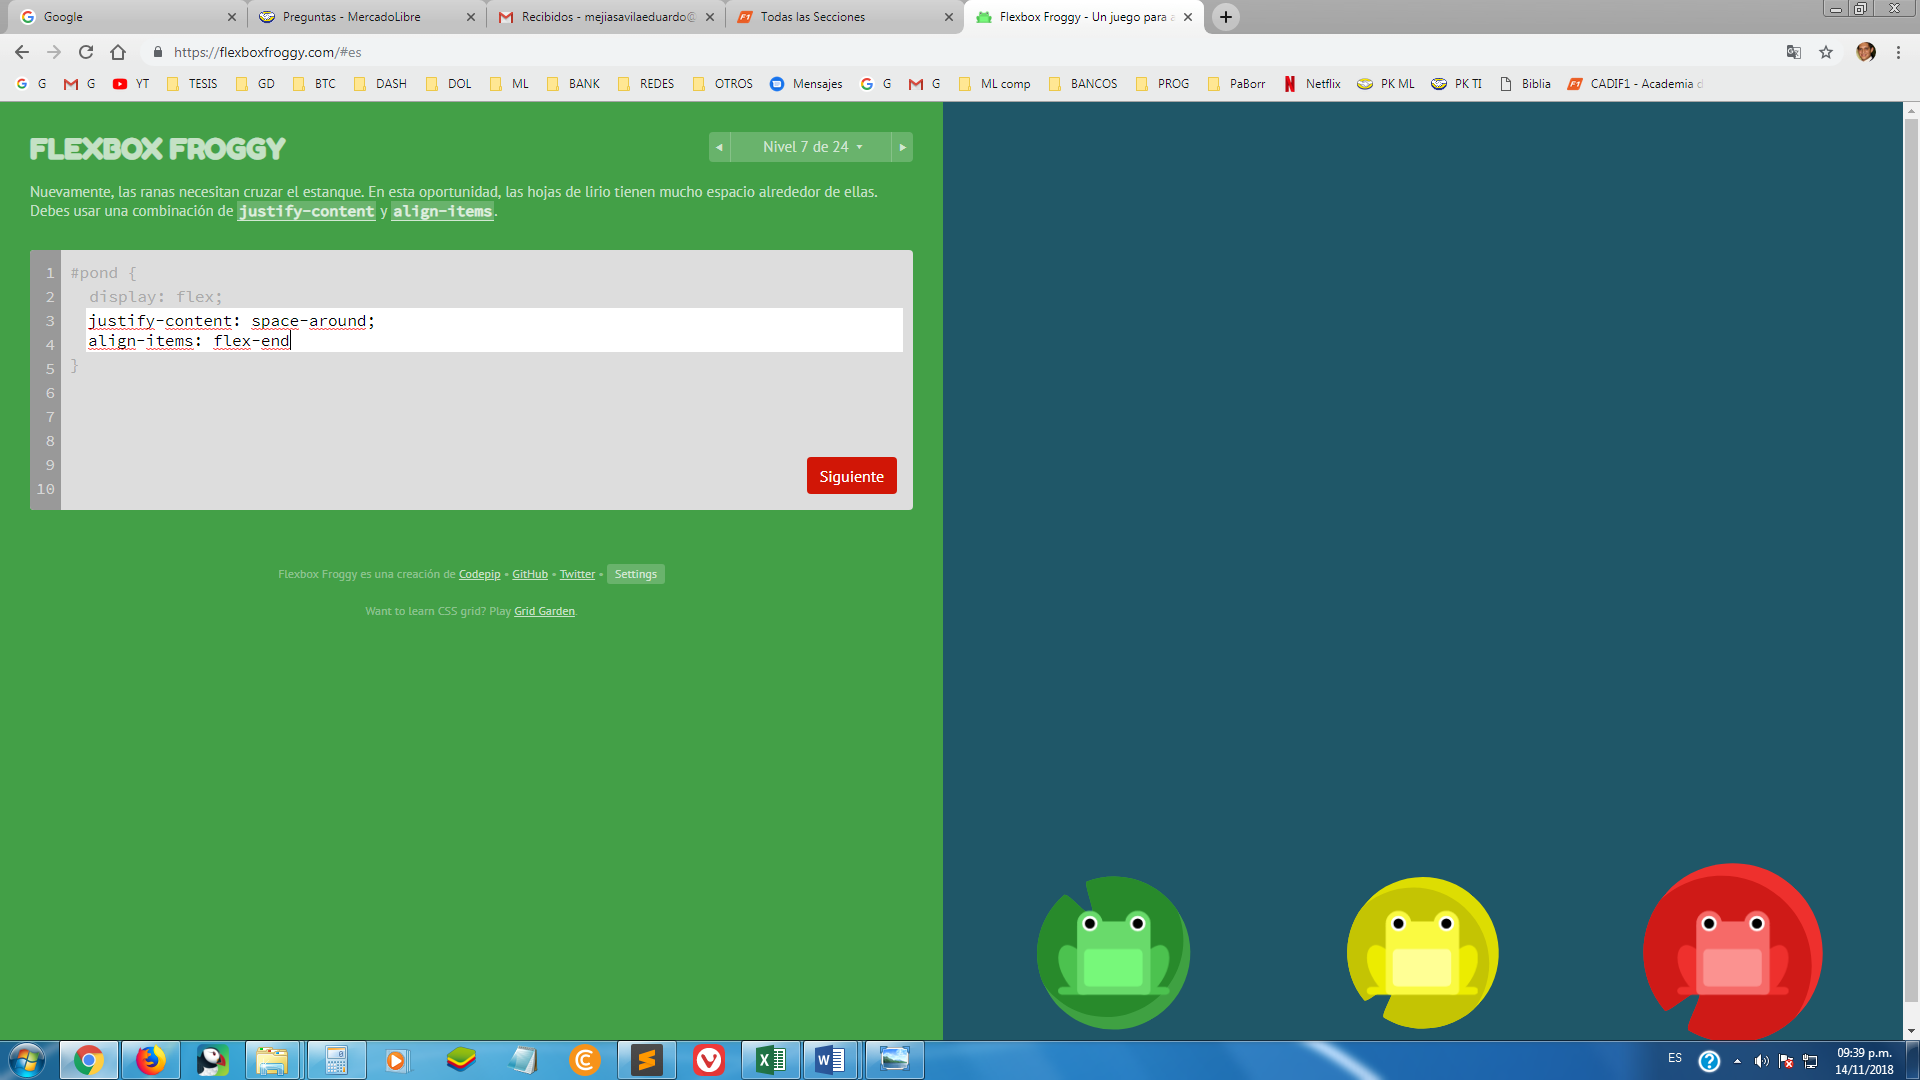 Google
Preguntas - MercadoLibre
Recibidos - mejiasavilaeduardo@
Todas las Secciones
Flexbox Froggy - Un juego para a
https://flexboxfroggy.com/#es
G G YT TESIS GD BTC DASH DOL ML BANK REDES OTROS Mensajes G G ML comp BANCOS PROG PaBorr Netflix PK ML PK TI Biblia CADIF1 - Academia d
FLEXBOX FROGGY
Nivel 7 de 24
Nuevamente, las ranas necesitan cruzar el estanque. En esta oportunidad, las hojas de lirio tienen mucho espacio alrededor de ellas.
Debes usar una combinación de justify-content y align-items.
1 #pond {
2 display: flex;
3 justify-content: space-around;
4 align-items: flex-end
5 }
6
7
8
9
10
Siguiente
Flexbox Froggy es una creación de Codepip • GitHub • Twitter • Settings
Want to learn CSS grid? Play Grid Garden.
ES
09:39 p.m.
14/11/2018